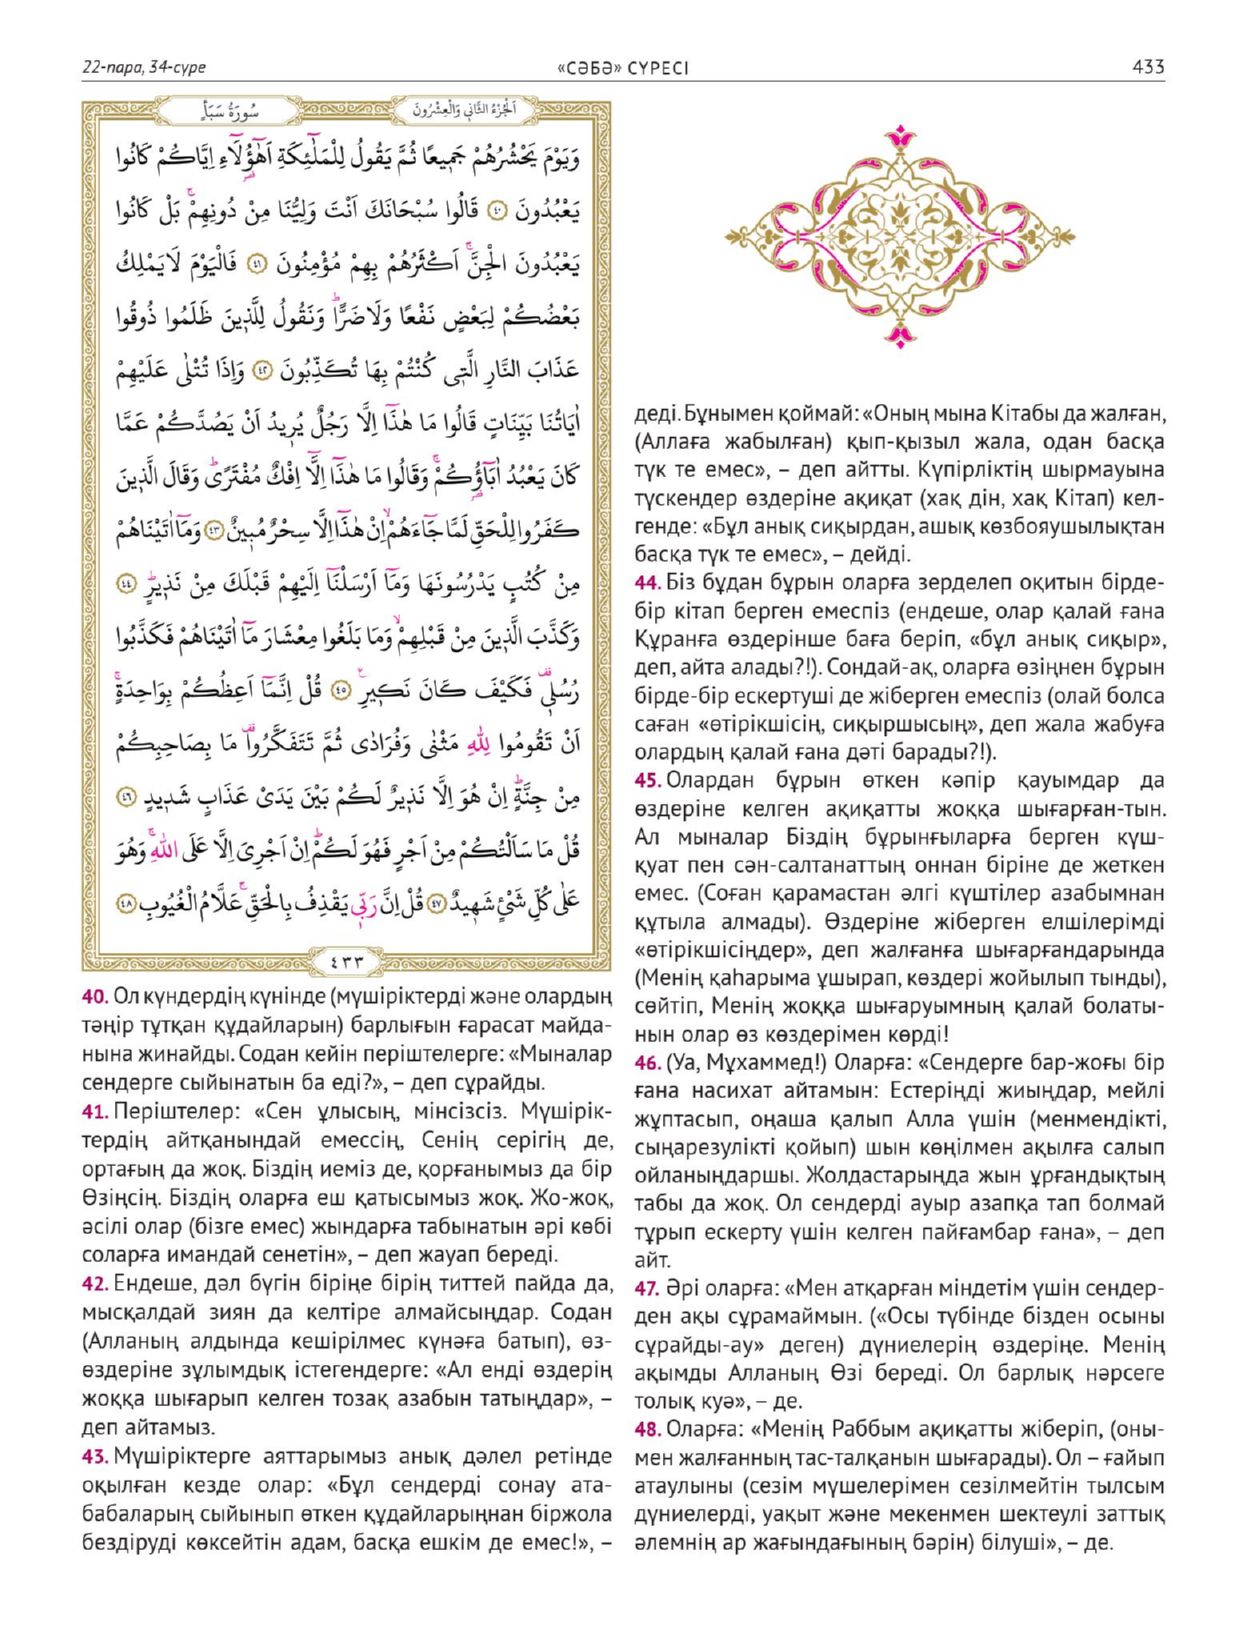 22-пара, 34-сүре
«СӘБӘ» СҮРЕСІ
433
اَلْجُزْءُ الثَّانِي وَالْعِشْرُونَ
سُورَةُ سَبَأٍ
وَيَوْمَ يَحْشُرُهُمْ جَمِيعًا ثُمَّ يَقُولُ لِلْمَلٰٓئِكَةِ اَهٰٓؤُ۬لَٓاءِ اِيَّاكُمْ كَانُوا
يَعْبُدُونَ ﴿٤٠﴾ قَالُوا سُبْحَانَكَ اَنْتَ وَلِيُّنَا مِنْ دُونِهِمْۚ بَلْ كَانُوا
يَعْبُدُونَ الْجِنَّۚ اَكْثَرُهُمْ بِهِمْ مُؤْمِنُونَ ﴿٤١﴾ فَالْيَوْمَ لَا يَمْلِكُ
بَعْضُكُمْ لِبَعْضٍ نَفْعًا وَلَا ضَرًّاۜ وَنَقُولُ لِلَّذِينَ ظَلَمُوا ذُوقُوا
عَذَابَ النَّارِ الَّتِي كُنْتُمْ بِهَا تُكَذِّبُونَ ﴿٤٢﴾ وَاِذَا تُتْلٰى عَلَيْهِمْ
اٰيَاتُنَا بَيِّنَاتٍ قَالُوا مَا هٰذَٓا اِلَّا رَجُلٌ يُرِيدُ اَنْ يَصُدَّكُمْ عَمَّا
كَانَ يَعْبُدُ اٰبَٓاؤُ۬كُمْۚ وَقَالُوا مَا هٰذَٓا اِلَّٓا اِفْكٌ مُفْتَرًىۜ وَقَالَ الَّذِينَ
كَفَرُوا لِلْحَقِّ لَمَّا جَٓاءَهُمْۙ اِنْ هٰذَٓا اِلَّا سِحْرٌ مُبِينٌ ﴿٤٣﴾ وَمَٓا اٰتَيْنَاهُمْ
مِنْ كُتُبٍ يَدْرُسُونَهَا وَمَٓا اَرْسَلْنَٓا اِلَيْهِمْ قَبْلَكَ مِنْ نَذِيرٍۜ ﴿٤٤﴾
وَكَذَّبَ الَّذِينَ مِنْ قَبْلِهِمْۙ وَمَا بَلَغُوا مِعْشَارَ مَٓا اٰتَيْنَاهُمْ فَكَذَّبُوا
رُسُلِي۠ فَكَيْفَ كَانَ نَكِيرِ ﴿٤٥﴾ قُلْ اِنَّمَٓا اَعِظُكُمْ بِوَاحِدَةٍۚ
اَنْ تَقُومُوا لِلّٰهِ مَثْنٰى وَفُرَادٰى ثُمَّ تَتَفَكَّرُوا۠ مَا بِصَاحِبِكُمْ
مِنْ جِنَّةٍۜ اِنْ هُوَ اِلَّا نَذِيرٌ لَكُمْ بَيْنَ يَدَيْ عَذَابٍ شَدِيدٍ ﴿٤٦﴾
قُلْ مَا سَاَلْتُكُمْ مِنْ اَجْرٍ فَهُوَ لَكُمْۜ اِنْ اَجْرِيَ اِلَّا عَلَى اللّٰهِۚ وَهُوَ
عَلٰى كُلِّ شَيْءٍ شَهِيدٌ ﴿٤٧﴾ قُلْ اِنَّ رَبِّي يَقْذِفُ بِالْحَقِّۚ عَلَّامُ الْغُيُوبِ ﴿٤٨﴾
٤٣٣
40. Ол күндердің күнінде (мүшіріктерді және олардың
тәңір тұтқан құдайларын) барлығын ғарасат майда-
нына жинайды. Содан кейін періштелерге: «Мыналар
сендерге сыйынатын ба еді?», – деп сұрайды.
41. Періштелер: «Сен ұлысың, мінсізсіз. Мүшірік-
тердің айтқанындай емессің, Сенің серігің де,
ортағың да жоқ. Біздің иеміз де, қорғанымыз да бір
Өзіңсің. Біздің оларға еш қатысымыз жоқ. Жо-жоқ,
әсілі олар (бізге емес) жындарға табынатын әрі көбі
соларға имандай сенетін», – деп жауап береді.
42. Ендеше, дәл бүгін біріңе бірің титтей пайда да,
мысқалдай зиян да келтіре алмайсыңдар. Содан
(Алланың алдында кешірілмес күнәға батып), өз-
өздеріне зұлымдық істегендерге: «Ал енді өздерің
жоққа шығарып келген тозақ азабын татыңдар», –
деп айтамыз.
43. Мүшіріктерге аяттарымыз анық дәлел ретінде
оқылған кезде олар: «Бұл сендерді сонау ата-
бабаларың сыйынып өткен құдайларыңнан біржола
бездіруді көксейтін адам, басқа ешкім де емес!», –
деді. Бұнымен қоймай: «Оның мына Кітабы да жалған,
(Аллаға жабылған) қып-қызыл жала, одан басқа
түк те емес», – деп айтты. Күпірліктің шырмауына
түскендер өздеріне ақиқат (хақ дін, хақ Кітап) кел-
генде: «Бұл анық сиқырдан, ашық көзбояушылықтан
басқа түк те емес», – дейді.
44. Біз бұдан бұрын оларға зерделеп оқитын бірде-
бір кітап берген емеспіз (ендеше, олар қалай ғана
Құранға өздерінше баға беріп, «бұл анық сиқыр»,
деп, айта алады?!). Сондай-ақ, оларға өзіңнен бұрын
бірде-бір ескертуші де жіберген емеспіз (олай болса
саған «өтірікшісің, сиқыршысың», деп жала жабуға
олардың қалай ғана дәті барады?!).
45. Олардан бұрын өткен кәпір қауымдар да
өздеріне келген ақиқатты жоққа шығарған-тын.
Ал мыналар Біздің бұрынғыларға берген күш-
қуат пен сән-салтанаттың оннан біріне де жеткен
емес. (Соған қарамастан әлгі күштілер азабымнан
құтыла алмады). Өздеріне жіберген елшілерімді
«өтірікшісіңдер», деп жалғанға шығарғандарында
(Менің қаһарыма ұшырап, көздері жойылып тынды),
сөйтіп, Менің жоққа шығаруымның қалай болаты-
нын олар өз көздерімен көрді!
46. (Уа, Мұхаммед!) Оларға: «Сендерге бар-жоғы бір
ғана насихат айтамын: Естеріңді жиыңдар, мейлі
жұптасып, оңаша қалып Алла үшін (менмендікті,
сыңарезулікті қойып) шын көңілмен ақылға салып
ойланыңдаршы. Жолдастарыңда жын ұрғандықтың
табы да жоқ. Ол сендерді ауыр азапқа тап болмай
тұрып ескерту үшін келген пайғамбар ғана», – деп
айт.
47. Әрі оларға: «Мен атқарған міндетім үшін сендер-
ден ақы сұрамаймын. («Осы түбінде бізден осыны
сұрайды-ау» деген) дүниелерің өздеріңе. Менің
ақымды Алланың Өзі береді. Ол барлық нәрсеге
толық куә», – де.
48. Оларға: «Менің Раббым ақиқатты жіберіп, (оны-
мен жалғанның тас-талқанын шығарады). Ол – ғайып
атаулыны (сезім мүшелерімен сезілмейтін тылсым
дүниелерді, уақыт және мекенмен шектеулі заттық
әлемнің ар жағындағының бәрін) білуші», – де.